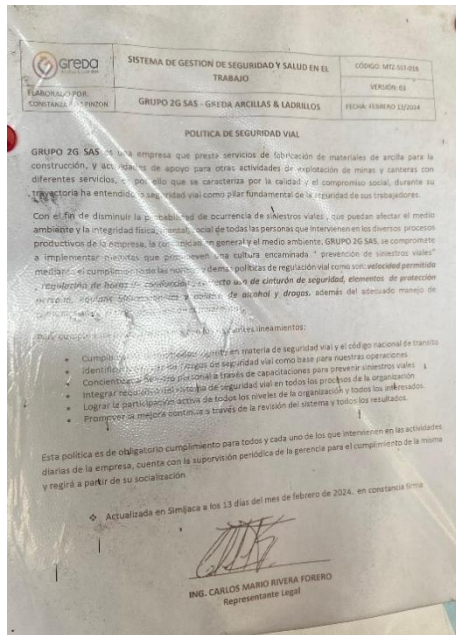 Greda
SISTEMA DE GESTION DE SEGURIDAD Y SALUD EN EL
TRABAJO
CÓDIGO: MTZ-SST-018
VERSIÓN: 03
ELABORADO POR:
CONSTANZA PINZON
GRUPO 2G SAS - GREDA ARCILLAS & LADRILLOS
FECHA: FEBRERO 13/2024
POLITICA DE SEGURIDAD VIAL
GRUPO 2G SAS es una empresa que presta servicios de fabricación de materiales de arcilla para la
construcción, y actividades de apoyo para otras actividades de explotación de minas y canteras con
diferentes servicios, es por ello que se caracteriza por la calidad y el compromiso social, durante su
trayectoria ha entendido a seguridad vial como pilar fundamental de la seguridad de sus trabajadores.
Con el fin de disminuir la probabilidad de ocurrencia de siniestros viales, que puedan afectar el medio
ambiente y la integridad física, mental, social de todas las personas que intervienen en los diversos procesos
productivos de la empresa, la comunicación general y el medio ambiente, GRUPO 2G SAS, se compromete
a implementar medidas que promueven una cultura encaminada " prevención de siniestros viales"
mediante el cumplimiento de las normas demas políticas de regulación vial como son: velocidad permitida
, regulación de horas de conducción, uso de cinturón de seguridad, elementos de protección
personal, de alcohol y drogas, además del adecuado manejo de
lineamientos:
• Cumplir en materia de seguridad vial y el código nacional de transito
• Identificar riesgos de seguridad vial como base para nuestras operaciones
• Concientizar personal a través de capacitaciones para prevenir siniestros viales
• Integrar sistema de seguridad vial en todos los procesos de la organización
• Lograr la participación activa de todos los niveles de la organización y todos los interesados.
• Promover la mejora continua a través de la revisión del sistema y todos los resultados.
Esta política es de obligatorio cumplimiento para todos y cada uno de los que intervienen en las actividades
diarias de la empresa, cuenta con la supervisión periódica de la gerencia para el cumplimiento de la misma
y regirá a partir de su socialización
❖ Actualizada en Simijaca a los 13 días del mes de febrero de 2024. en constancia firma
ING. CARLOS MARIO RIVERA FORERO
Representante Legal